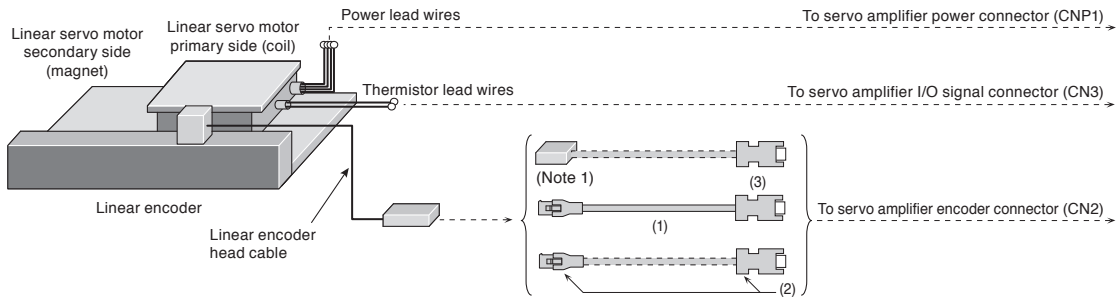 Power lead wires
To servo amplifier power connector (CNP1)
Linear servo motor
secondary side
(magnet)
Linear servo motor
primary side (coil)
Thermistor lead wires
To servo amplifier I/O signal connector (CN3)
(Note 1)
(3)
Linear encoder
Linear encoder
head cable
(1)
To servo amplifier encoder connector (CN2)
(2)